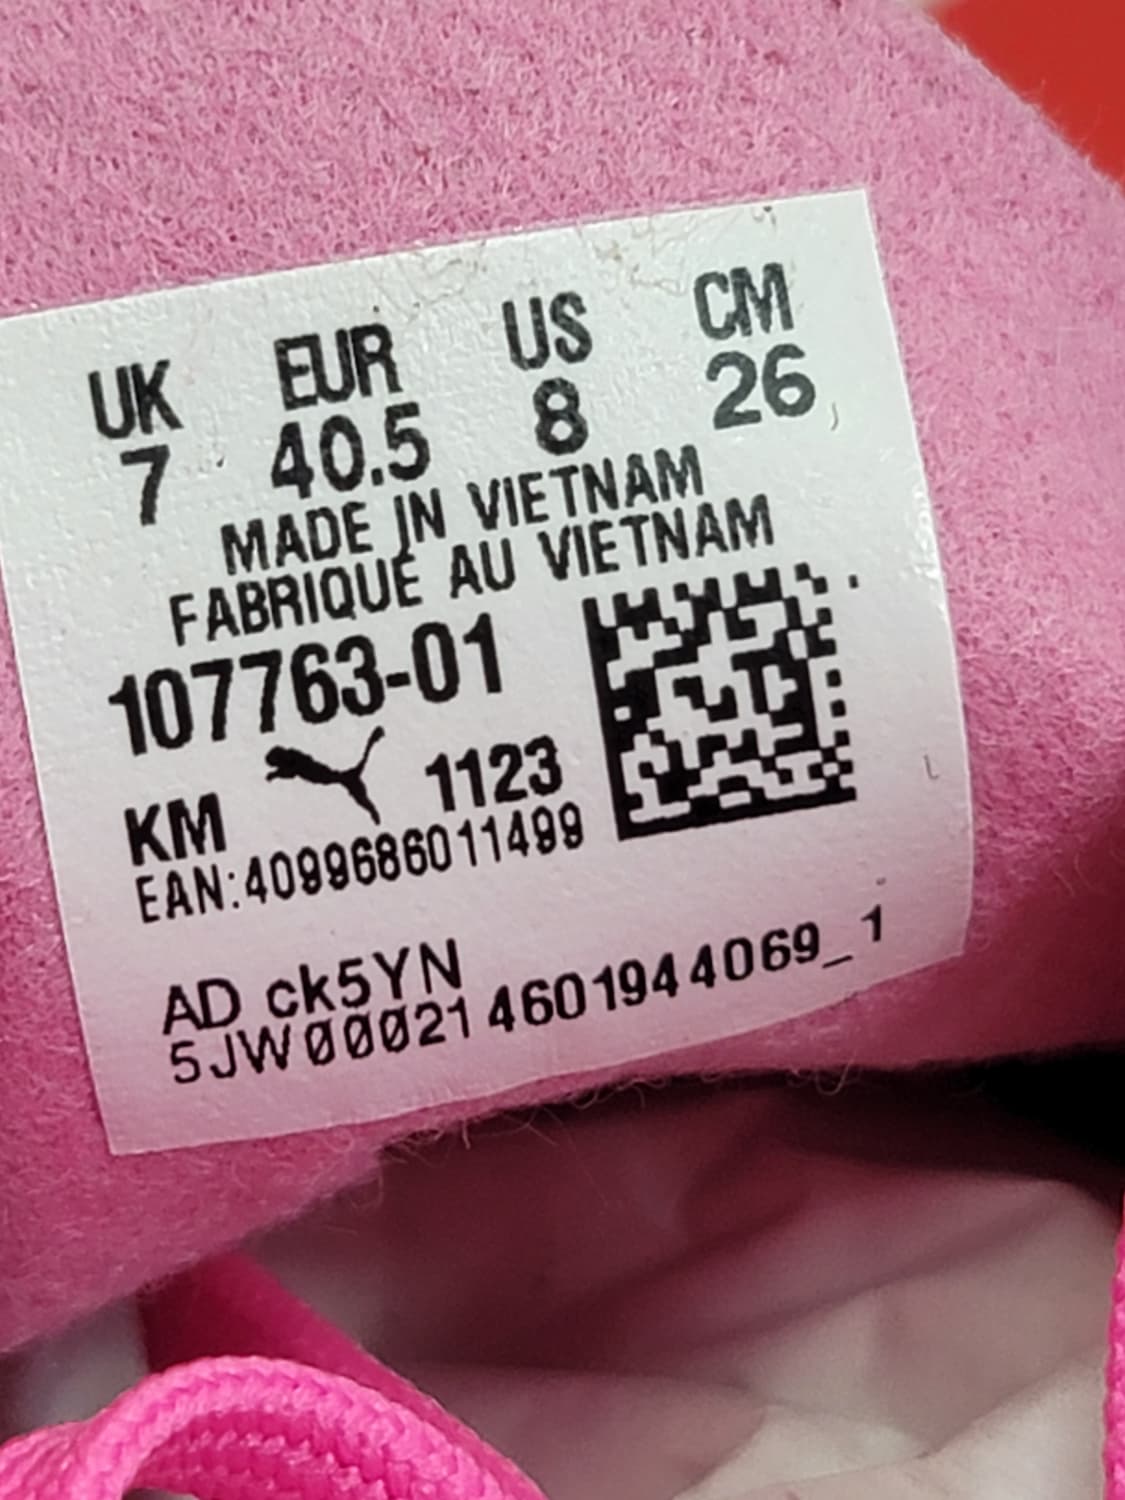 UK EUR US CM
7 40.5 8 26
MADE IN VIETNAM
FABRIQUÉ AU VIETNAM
107763-01
KM 1123
EAN:4099686011499
AD ck5YN
5JW000214601944069_1